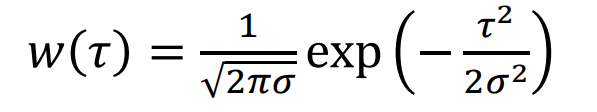 w(τ) = 1/√(2πσ) exp(−τ²/2σ²)